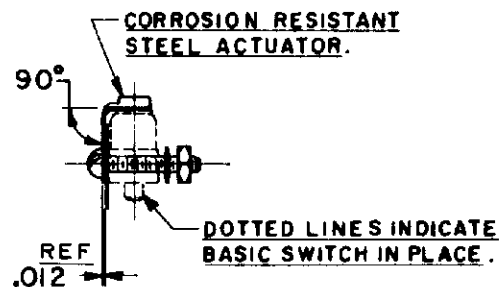 CORROSION RESISTANT
STEEL ACTUATOR.
90°
DOTTED LINES INDICATE
BASIC SWITCH IN PLACE.
REF
.012